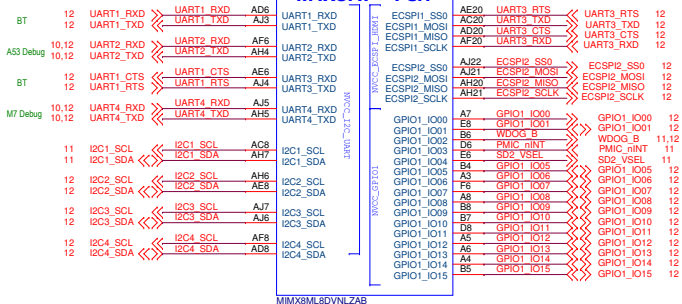 BT 12 UART1_RXD UART1_RXD AD6 UART1_RXD
12 UART1_TXD UART1_TXD AJ3 UART1_TXD
A53 Debug 10,12 UART2_RXD UART2_RXD AF6 UART2_RXD
10,12 UART2_TXD UART2_TXD AH4 UART2_TXD
BT 12 UART1_CTS UART1_CTS AE6 UART3_RXD
12 UART1_RTS UART1_RTS AJ4 UART3_TXD
M7 Debug 10,12 UART4_RXD UART4_RXD AJ5 UART4_RXD
10,12 UART4_TXD UART4_TXD AH5 UART4_TXD
11 I2C1_SCL I2C1_SCL AC8 I2C1_SCL
11 I2C1_SDA I2C1_SDA AH7 I2C1_SDA
12 I2C2_SCL I2C2_SCL AH6 I2C2_SCL
12 I2C2_SDA I2C2_SDA AE8 I2C2_SDA
12 I2C3_SCL I2C3_SCL AJ7 I2C3_SCL
12 I2C3_SDA I2C3_SDA AJ6 I2C3_SDA
12 I2C4_SCL I2C4_SCL AF8 I2C4_SCL
12 I2C4_SDA I2C4_SDA AD8 I2C4_SDA
NVCC_I2C_UART
NVCC_ECSPI_HDMI
NVCC_GPIO1
ECSPI1_SS0 AE20 UART3_RTS UART3_RTS 12
ECSPI1_MOSI AC20 UART3_TXD UART3_TXD 12
ECSPI1_MISO AD20 UART3_CTS UART3_CTS 12
ECSPI1_SCLK AF20 UART3_RXD UART3_RXD 12
ECSPI2_SS0 AJ22 ECSPI2_SS0 ECSPI2_SS0 12
ECSPI2_MOSI AJ21 ECSPI2_MOSI ECSPI2_MOSI 12
ECSPI2_MISO AH20 ECSPI2_MISO ECSPI2_MISO 12
ECSPI2_SCLK AH21 ECSPI2_SCLK ECSPI2_SCLK 12
GPIO1_IO00 A7 GPIO1_IO00 GPIO1_IO00 12
GPIO1_IO01 E8 GPIO1_IO01 GPIO1_IO01 12
GPIO1_IO02 B6 WDOG_B WDOG_B 11,12
GPIO1_IO03 D6 PMIC_nINT PMIC_nINT 11
GPIO1_IO04 E6 SD2_VSEL SD2_VSEL 11
GPIO1_IO05 B4 GPIO1_IO05 GPIO1_IO05 12
GPIO1_IO06 A3 GPIO1_IO06 GPIO1_IO06 12
GPIO1_IO07 F6 GPIO1_IO07 GPIO1_IO07 12
GPIO1_IO08 A8 GPIO1_IO08 GPIO1_IO08 12
GPIO1_IO09 B8 GPIO1_IO09 GPIO1_IO09 12
GPIO1_IO10 B7 GPIO1_IO10 GPIO1_IO10 12
GPIO1_IO11 D8 GPIO1_IO11 GPIO1_IO11 12
GPIO1_IO12 A5 GPIO1_IO12 GPIO1_IO12 12
GPIO1_IO13 A6 GPIO1_IO13 GPIO1_IO13 12
GPIO1_IO14 A4 GPIO1_IO14 GPIO1_IO14 12
GPIO1_IO15 B5 GPIO1_IO15 GPIO1_IO15 12
MIMX8ML8DVNLZAB